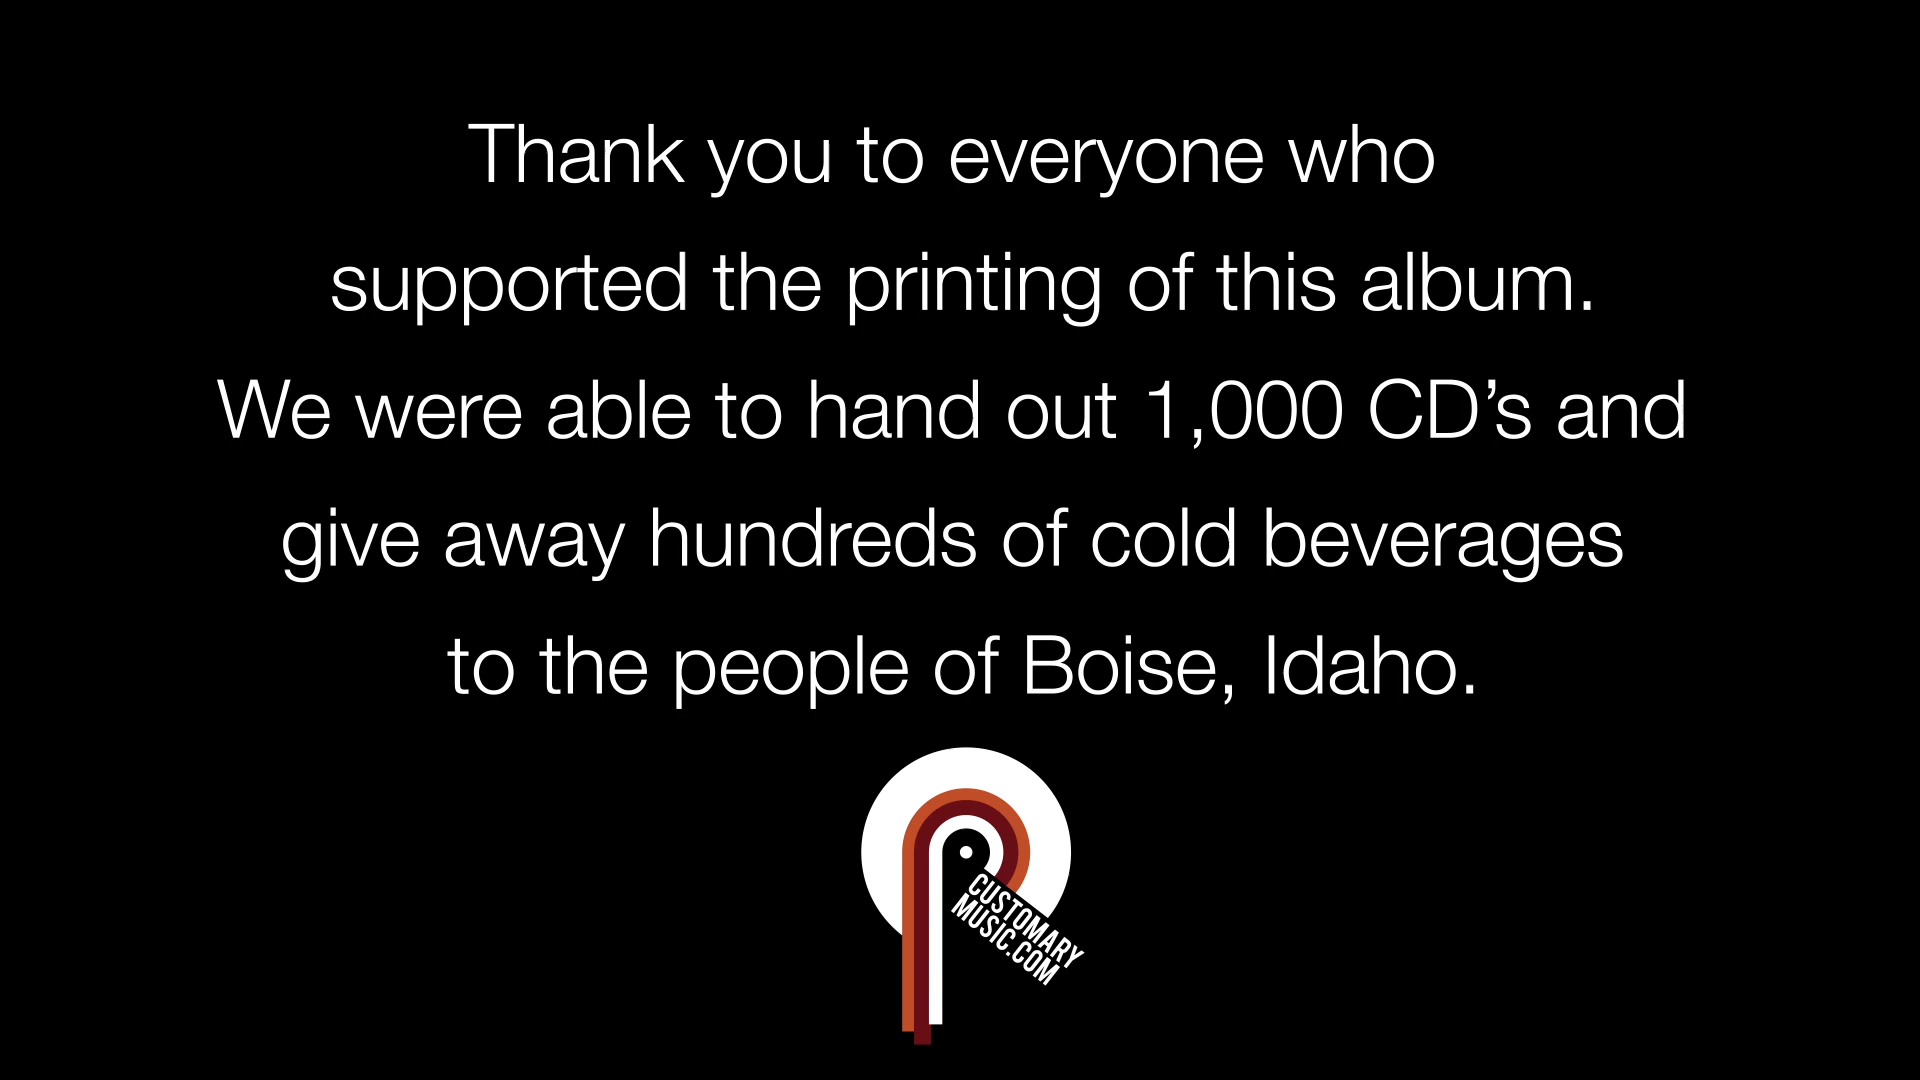 Thank you to everyone who
supported the printing of this album.
We were able to hand out 1,000 CD’s and
give away hundreds of cold beverages
to the people of Boise, Idaho.
CUSTOMARY
MUSIC.COM